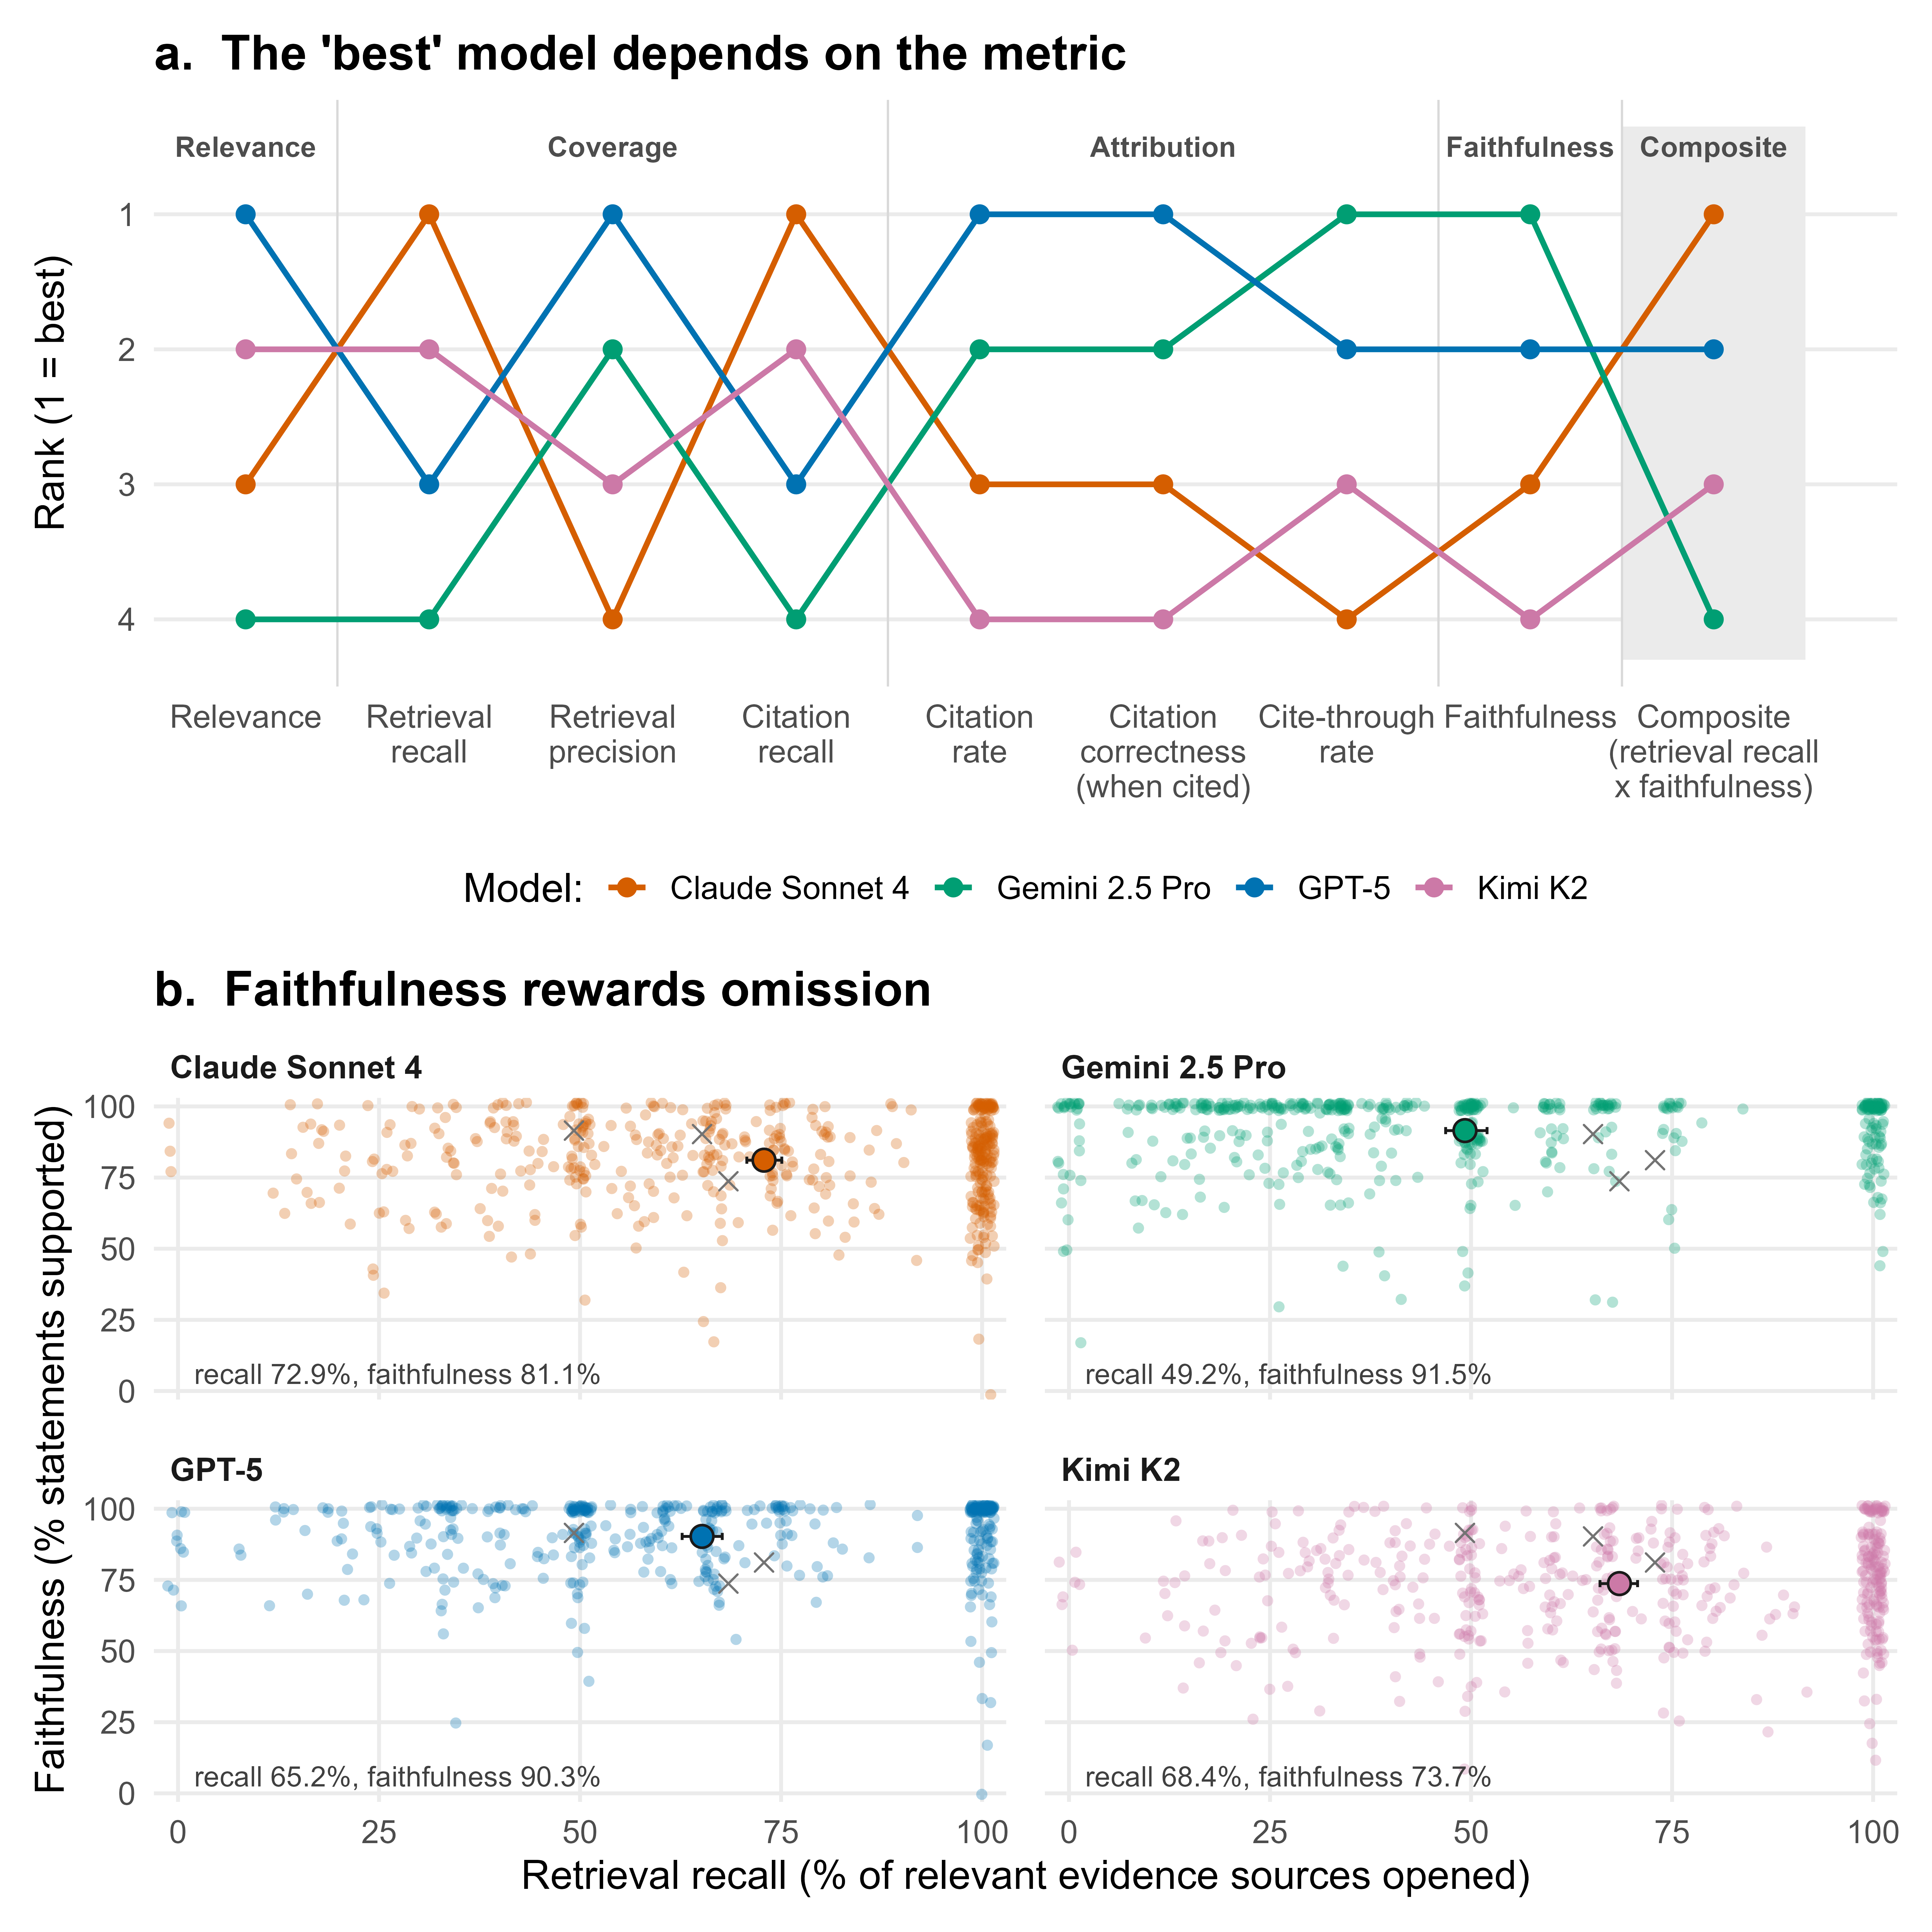 a. The 'best' model depends on the metric
Relevance
Coverage
Attribution
Faithfulness
Composite
Rank (1 = best)
1
2
3
4
Relevance
Retrieval
recall
Retrieval
precision
Citation
recall
Citation
rate
Citation
correctness
(when cited)
Cite-through
rate
Faithfulness
Composite
(retrieval recall
x faithfulness)
Model:
Claude Sonnet 4
Gemini 2.5 Pro
GPT-5
Kimi K2
b. Faithfulness rewards omission
Faithfulness (% statements supported)
Claude Sonnet 4
100
75
50
25
0
recall 72.9%, faithfulness 81.1%
Gemini 2.5 Pro
recall 49.2%, faithfulness 91.5%
GPT-5
100
75
50
25
0
recall 65.2%, faithfulness 90.3%
Kimi K2
recall 68.4%, faithfulness 73.7%
0 25 50 75 100
0 25 50 75 100
Retrieval recall (% of relevant evidence sources opened)